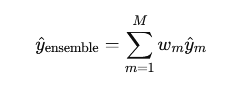 ŷ_ensemble = ∑_{m=1}^{M} w_m ŷ_m